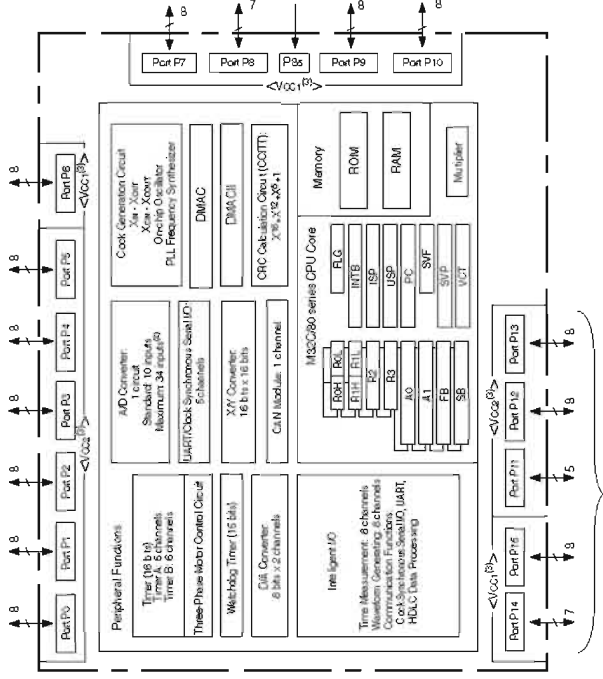 8
7
8
8
Port P7
Port P8
P85
Port P9
Port P10
<VCC1(3)>
8
8
8
8
8
8
8
Port P0
Port P1
Port P2
Port P3
Port P4
Port P5
Port P6
<VCC2(3)>
<VCC1(3)>
Peripheral Functions
Timer (16 bits)
Timer A: 5 channels
Timer B: 6 channels
Three-Phase Motor Control Circuit
Watchdog Timer (15 bits)
D/A Converter:
8 bits x 2 channels
A/D Converter:
1 circuit
Standard: 10 inputs
Maximum: 34 inputs(2)
UART/Clock Synchronous Serial I/O:
5 channels
X/Y Converter:
16 bits x 16 bits
CAN Module: 1 channel
Clock Generation Circuit
XIN - XOUT
XCIN - XCOUT
On-chip Oscillator
PLL Frequency Synthesizer
DMAC
DMACII
CRC Calculation Circuit (CCITT):
X16+X12+X5+1
Intelligent I/O
Time Measurement: 8 channels
Waveform Generating: 8 channels
Communication Functions:
Clock Synchronous Serial I/O, UART,
HDLC Data Processing
M32C/80 series CPU Core
R0H
R0L
R1H
R1L
R2
R3
A0
A1
FB
SB
FLG
INTB
ISP
USP
PC
SVF
SVP
VCT
Memory
ROM
RAM
Multiplier
<VCC1(3)>
<VCC2(3)>
Port P14
Port P15
Port P11
Port P12
Port P13
7
8
5
8
8